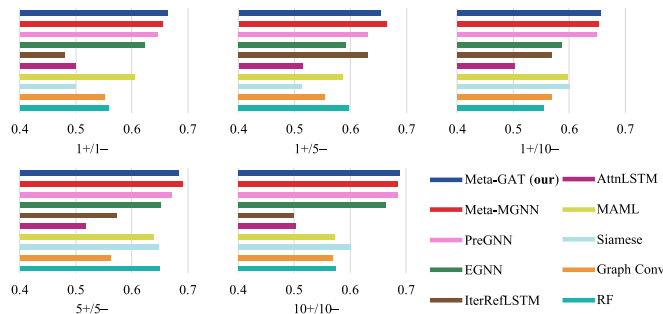 0.4 0.5 0.6 0.7
1+/1−
0.4 0.5 0.6 0.7
1+/5−
0.4 0.5 0.6 0.7
1+/10−
0.4 0.5 0.6 0.7
5+/5−
0.4 0.5 0.6 0.7
10+/10−
Meta-GAT (our)
Meta-MGNN
PreGNN
EGNN
IterRefLSTM
AttnLSTM
MAML
Siamese
Graph Conv
RF